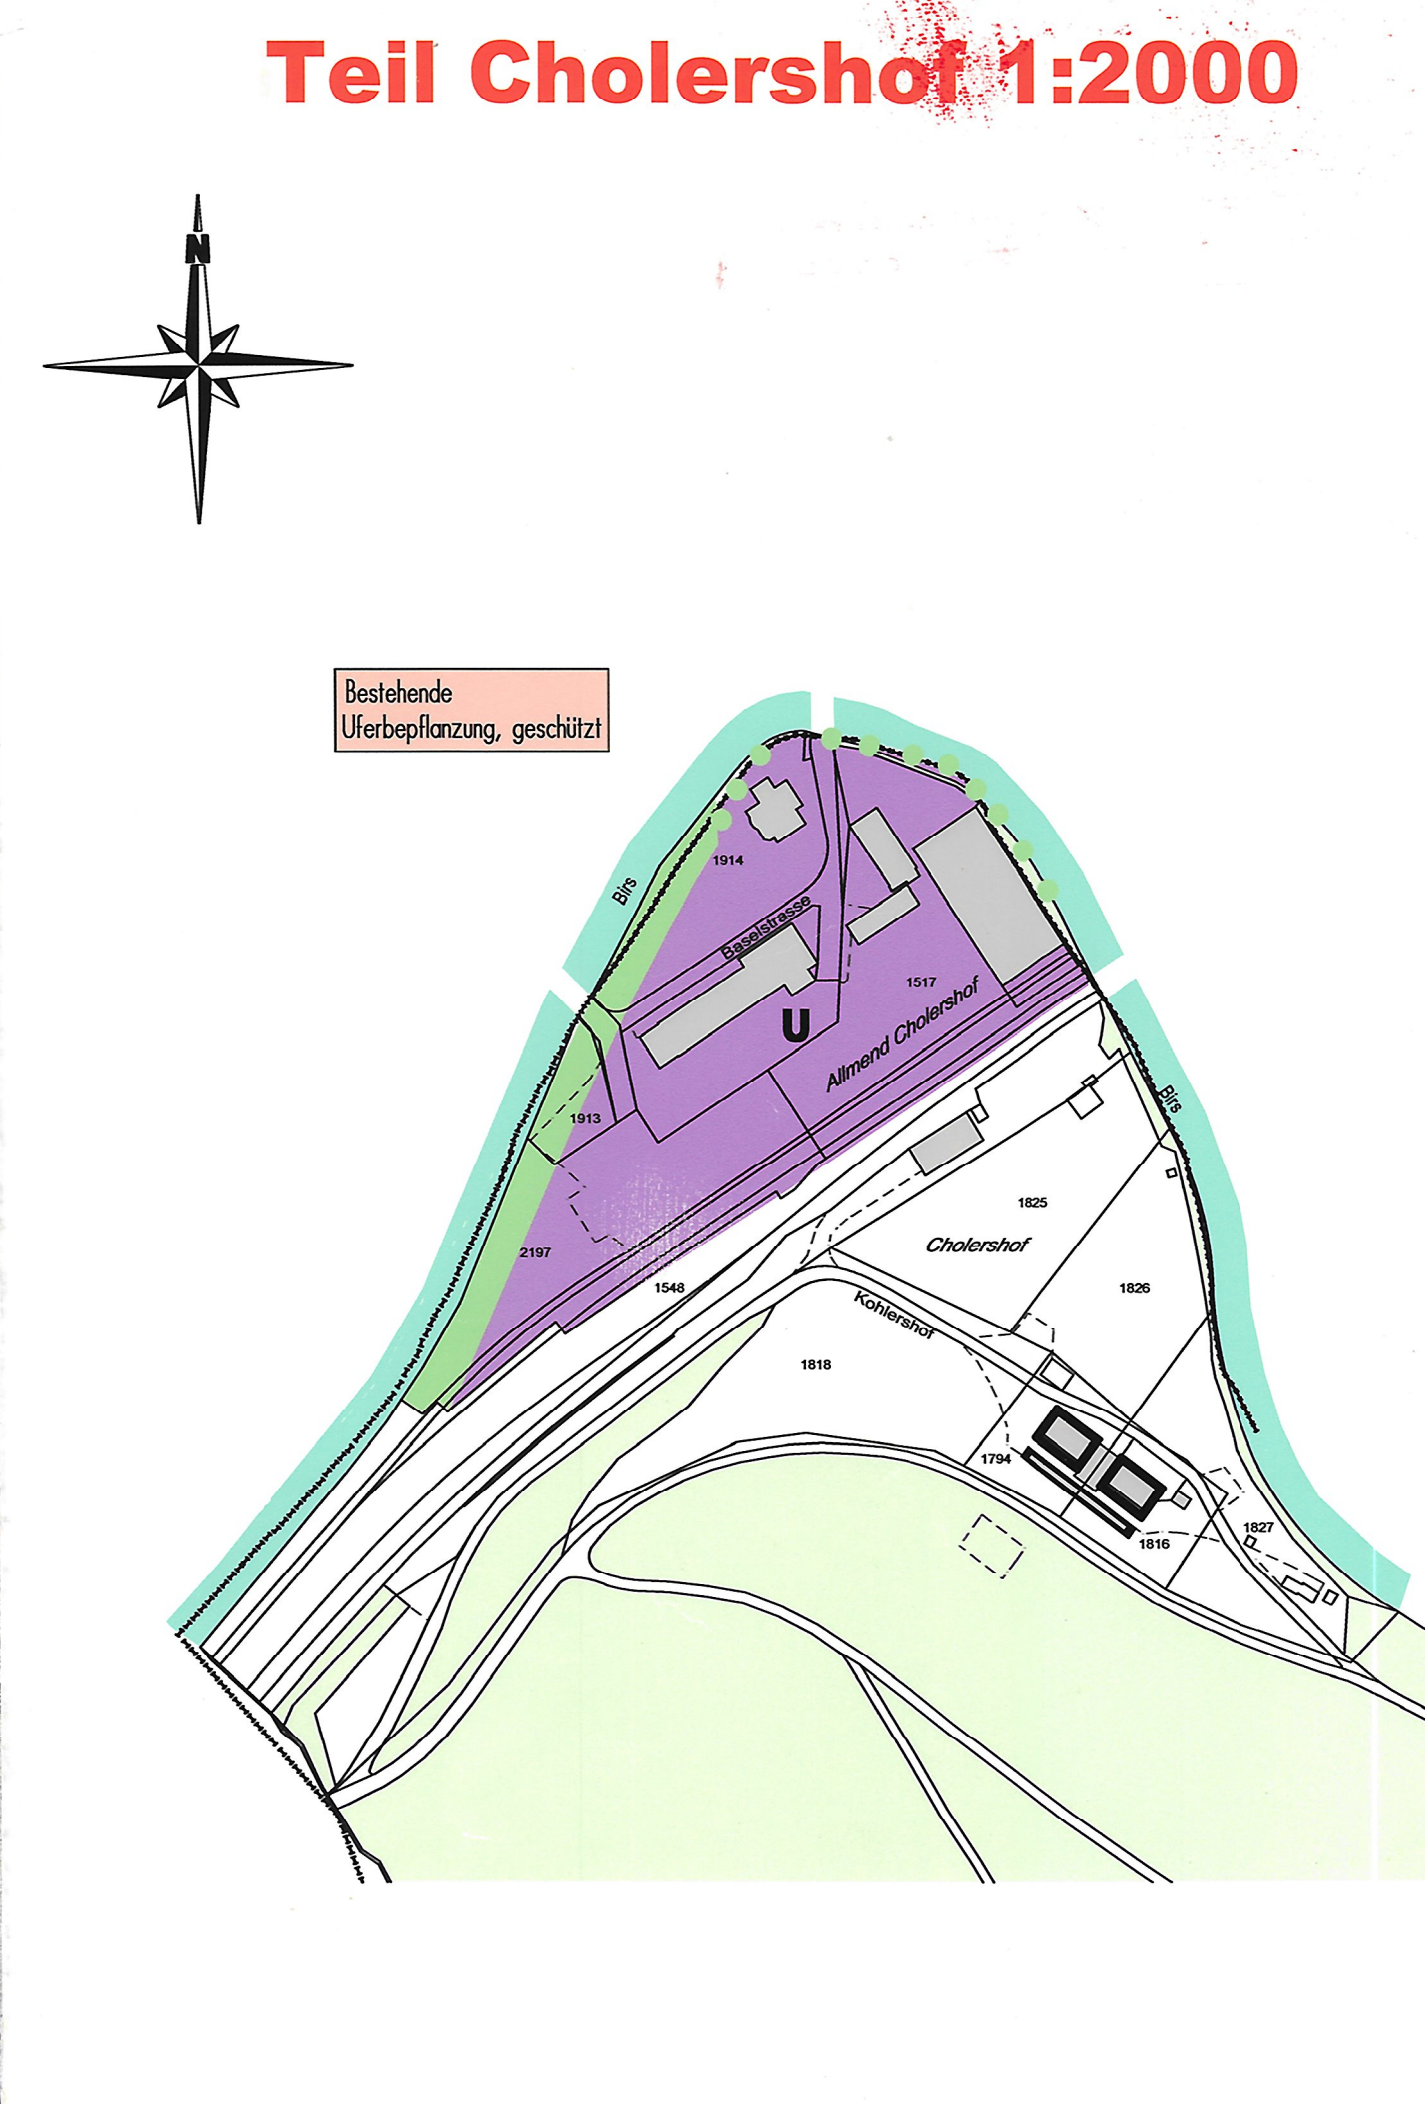 Teil Cholershof 1:2000
N
Bestehende
Uferbepflanzung, geschützt
1914
Birs
Baselstrasse
1517
U
Allmend Cholershof
1913
Birs
1825
2197
Cholershof
1548
1826
Kohlershof
1818
1794
1827
1816